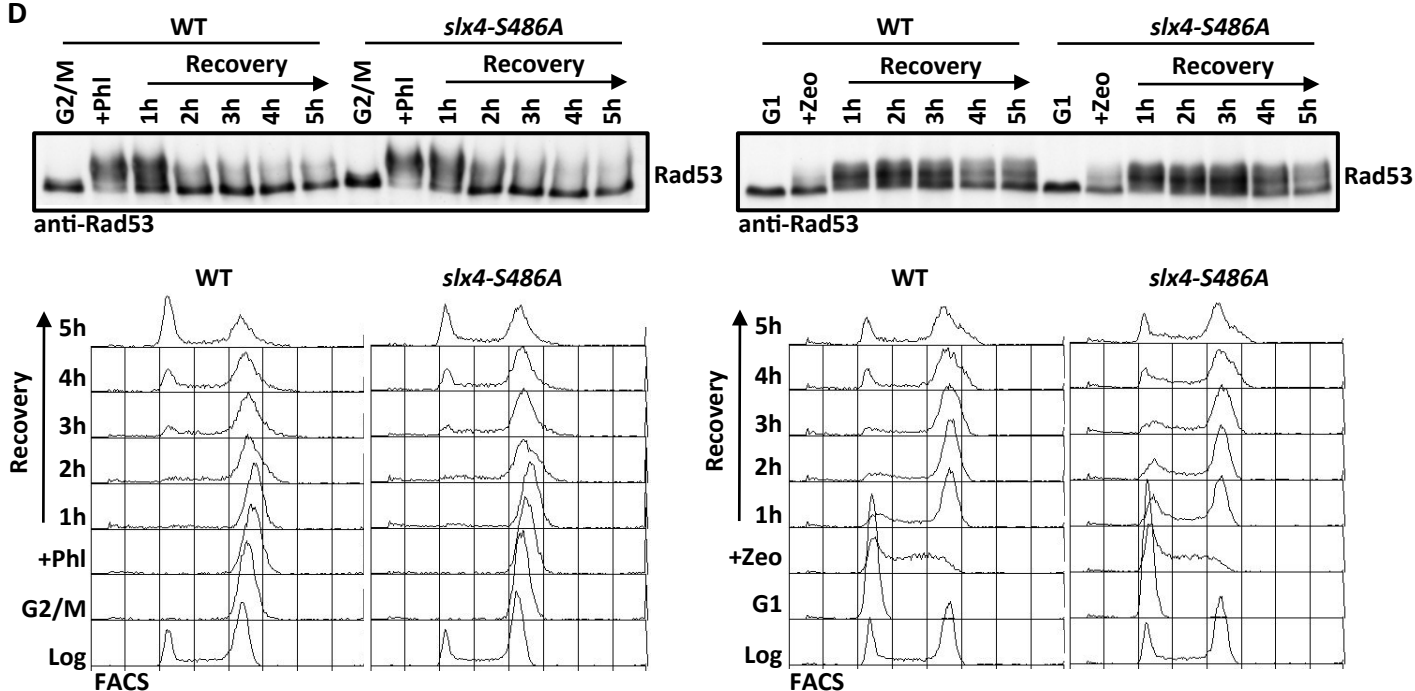 D
WT
slx4-S486A
Recovery
Recovery
G2/M
+Phl
1h
2h
3h
4h
5h
G2/M
+Phl
1h
2h
3h
4h
5h
Rad53
anti-Rad53
WT
slx4-S486A
Recovery
Recovery
G1
+Zeo
1h
2h
3h
4h
5h
G1
+Zeo
1h
2h
3h
4h
5h
Rad53
anti-Rad53
WT
slx4-S486A
Recovery
5h
4h
3h
2h
1h
+Phl
G2/M
Log
FACS
WT
slx4-S486A
Recovery
5h
4h
3h
2h
1h
+Zeo
G1
Log
FACS